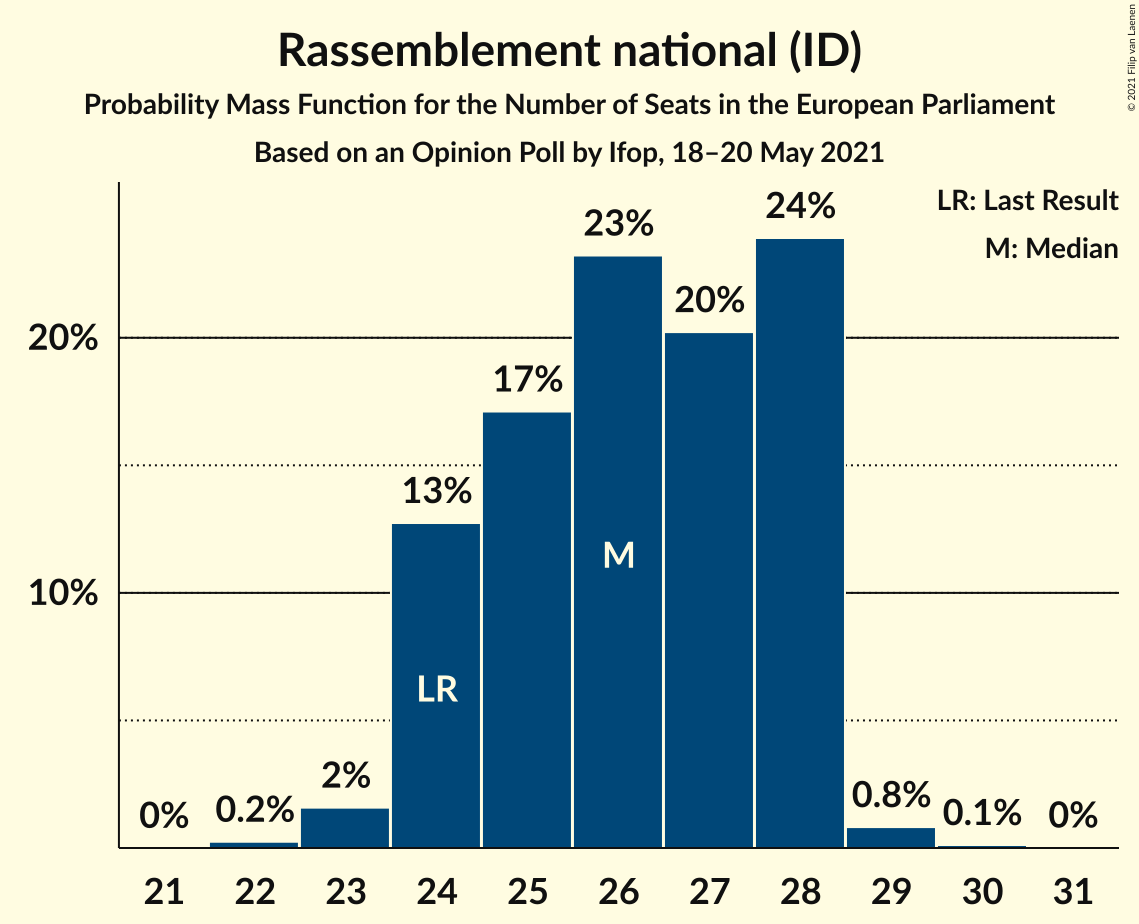 Rassemblement national (ID)
Probability Mass Function for the Number of Seats in the European Parliament
Based on an Opinion Poll by Ifop, 18–20 May 2021
© 2021 Filip van Laenen
LR: Last Result
M: Median
20%
10%
0%
0.2%
2%
13%
17%
23%
20%
24%
0.8%
0.1%
0%
LR
M
21 22 23 24 25 26 27 28 29 30 31